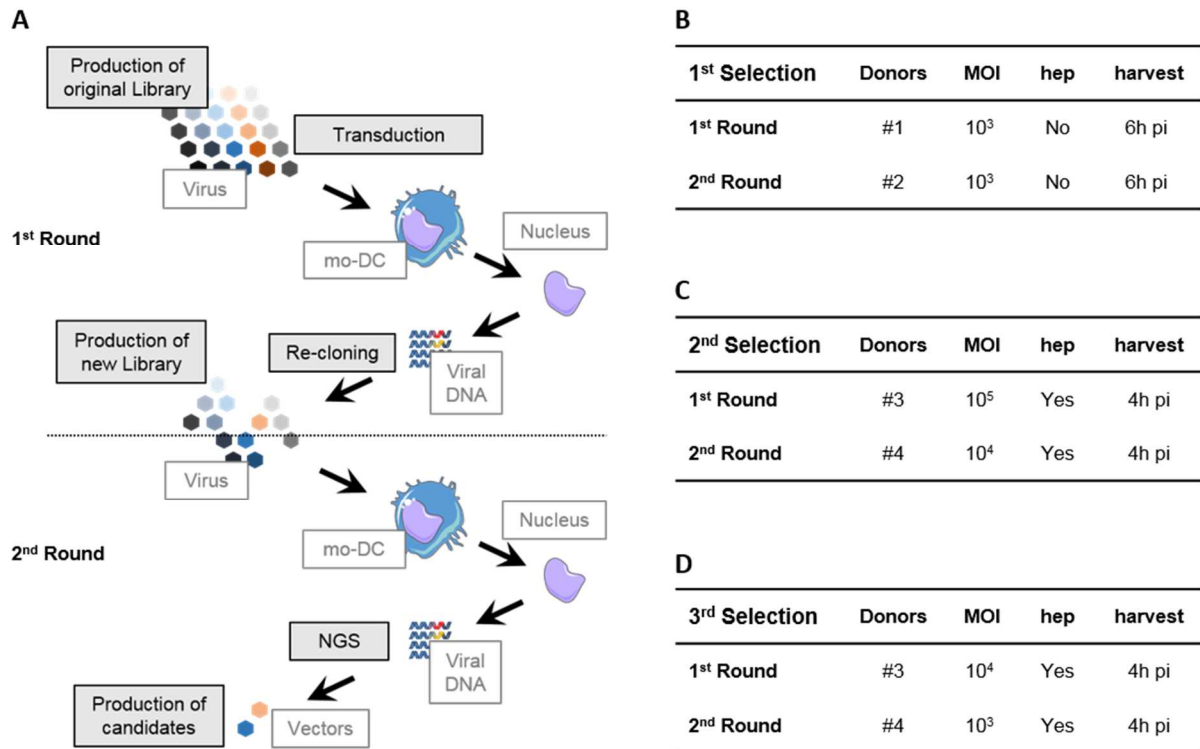 A
Production of
original Library
Transduction
Virus
1st Round
mo-DC
Nucleus
Production of
new Library
Re-cloning
Viral
DNA
Virus
2nd Round
mo-DC
Nucleus
NGS
Viral
DNA
Production of
candidates
Vectors
B
1st Selection Donors MOI hep harvest
1st Round #1 10³ No 6h pi
2nd Round #2 10³ No 6h pi
C
2nd Selection Donors MOI hep harvest
1st Round #3 10⁵ Yes 4h pi
2nd Round #4 10⁴ Yes 4h pi
D
3rd Selection Donors MOI hep harvest
1st Round #3 10⁴ Yes 4h pi
2nd Round #4 10³ Yes 4h pi